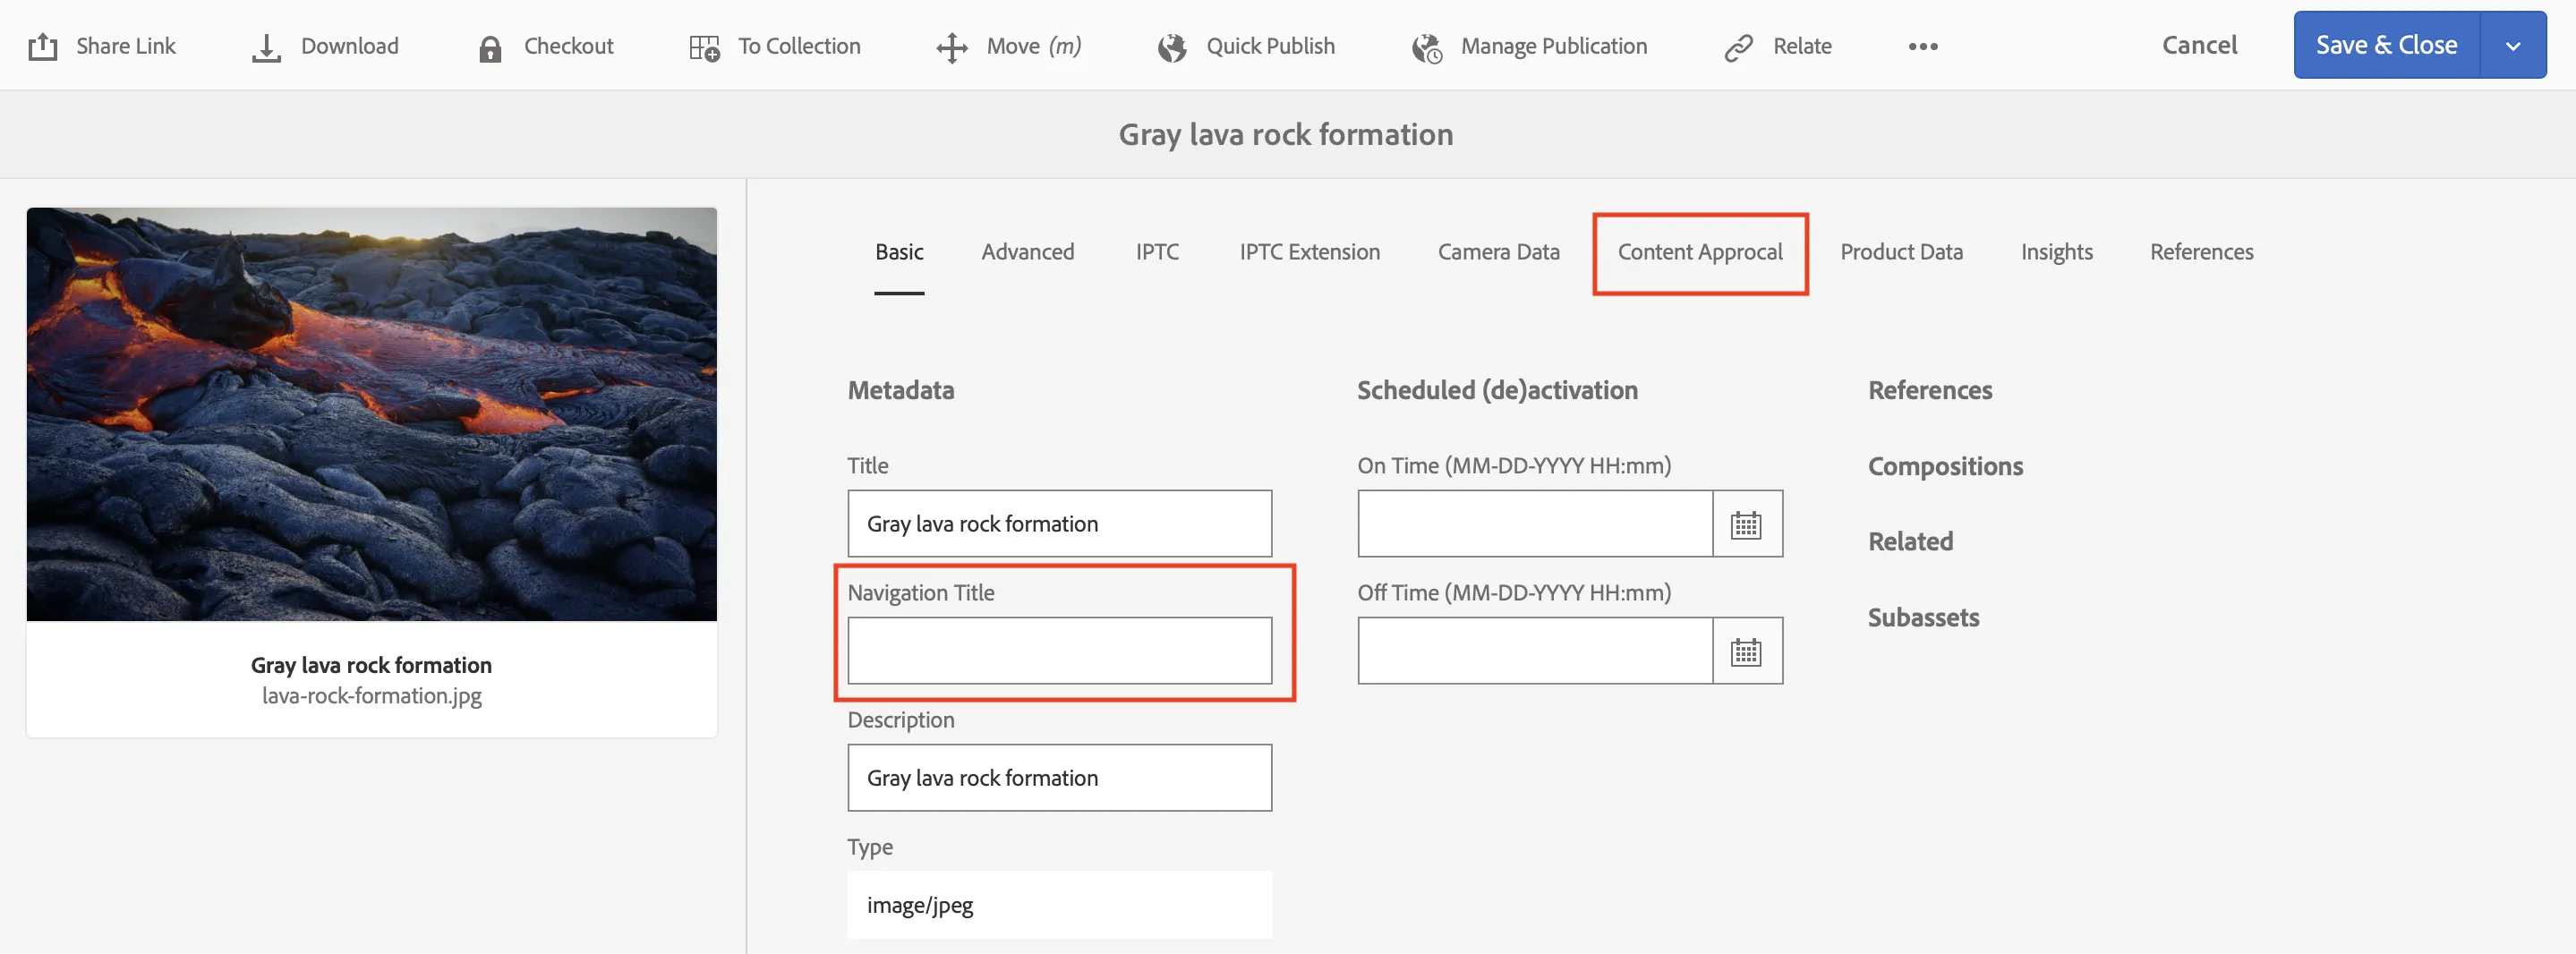 Share Link Download Checkout To Collection Move (m) Quick Publish Manage Publication Relate Cancel Save & Close
Gray lava rock formation
Basic Advanced IPTC IPTC Extension Camera Data Content Approcal Product Data Insights References
Metadata
Title
Gray lava rock formation
Navigation Title
Description
Gray lava rock formation
Type
image/jpeg
Scheduled (de)activation
On Time (MM-DD-YYYY HH:mm)
Off Time (MM-DD-YYYY HH:mm)
References
Compositions
Related
Subassets
Gray lava rock formation
lava-rock-formation.jpg